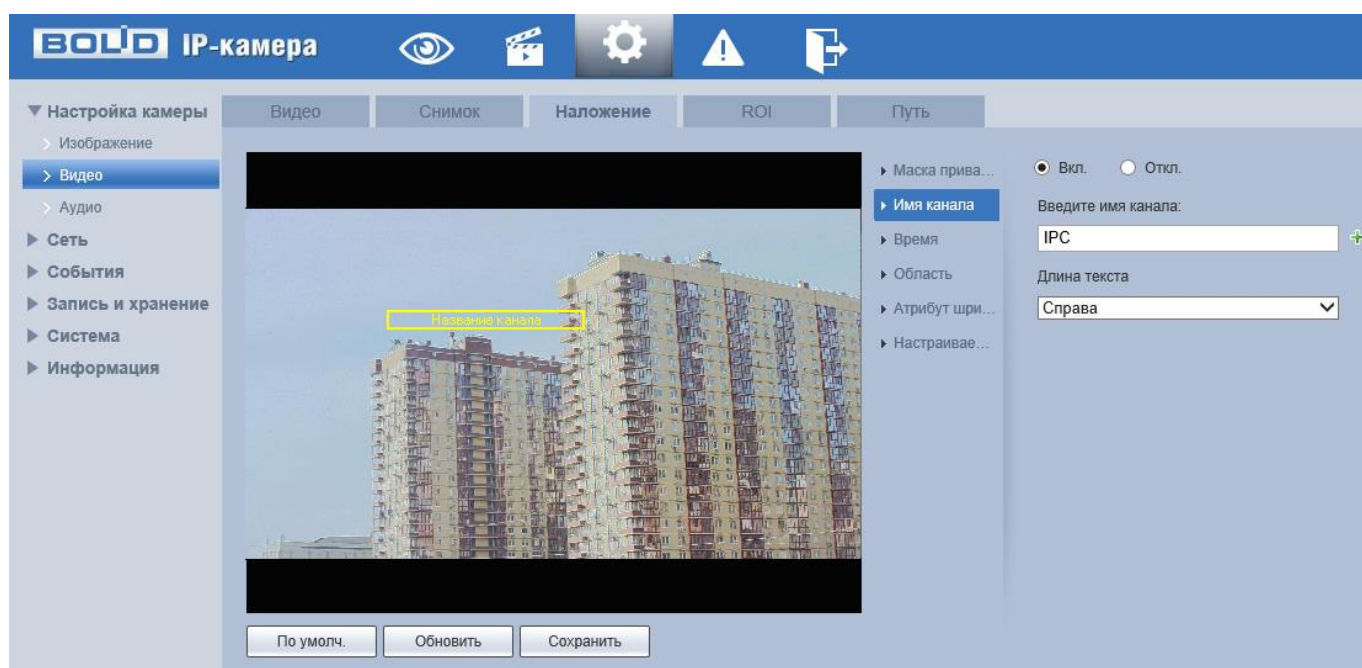 BOLID IP-камера
Настройка камеры
Изображение
Видео
Аудио
Сеть
События
Запись и хранение
Система
Информация
Видео Снимок Наложение ROI Путь
Название канала
По умолч. Обновить Сохранить
Маска прива...
Имя канала
Время
Область
Атрибут шри...
Настраивае...
Вкл. Откл.
Введите имя канала:
IPC
Длина текста
Справа